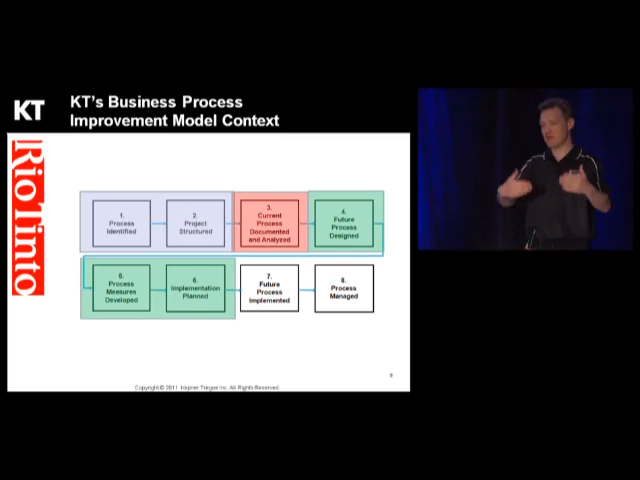 KT
KT's Business Process
Improvement Model Context
RioTinto
1.
Process
Identified
2.
Project
Structured
3.
Current
Process
Documented
and Analyzed
4.
Future
Process
Designed
5.
Process
Measures
Developed
6.
Implementation
Planned
7.
Future
Process
Implemented
8.
Process
Managed
9
Copyright © 2011 Kepner Tregoe Inc. All Rights Reserved